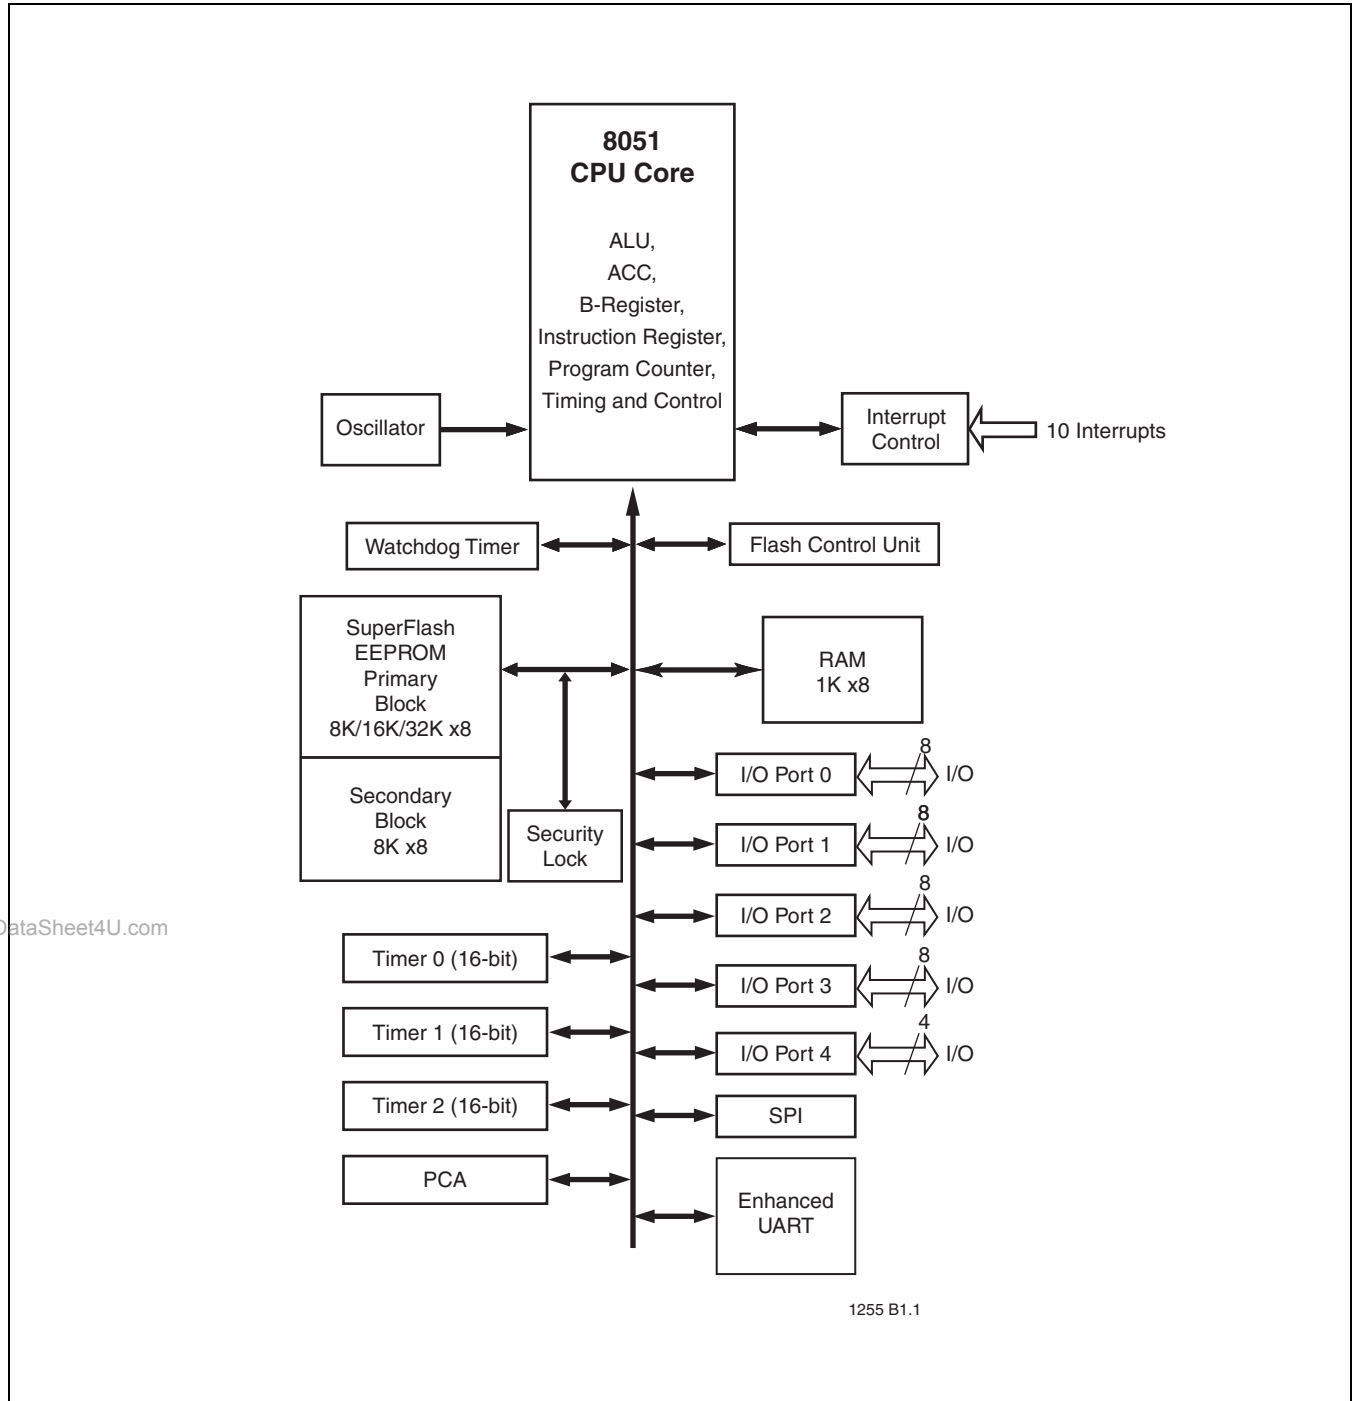 8051
CPU Core
ALU,
ACC,
B-Register,
Instruction Register,
Program Counter,
Timing and Control
Oscillator
Interrupt
Control
10 Interrupts
Watchdog Timer
Flash Control Unit
SuperFlash
EEPROM
Primary
Block
8K/16K/32K x8
RAM
1K x8
Secondary
Block
8K x8
Security
Lock
8
I/O Port 0
I/O
8
I/O Port 1
I/O
8
I/O Port 2
I/O
8
I/O Port 3
I/O
4
I/O Port 4
I/O
DataSheet4U.com
Timer 0 (16-bit)
Timer 1 (16-bit)
Timer 2 (16-bit)
PCA
SPI
Enhanced
UART
1255 B1.1